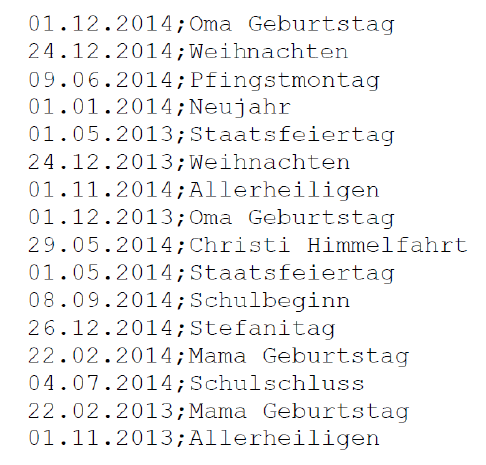 01.12.2014;Oma Geburtstag
24.12.2014;Weihnachten
09.06.2014;Pfingstmontag
01.01.2014;Neujahr
01.05.2013;Staatsfeiertag
24.12.2013;Weihnachten
01.11.2014;Allerheiligen
01.12.2013;Oma Geburtstag
29.05.2014;Christi Himmelfahrt
01.05.2014;Staatsfeiertag
08.09.2014;Schulbeginn
26.12.2014;Stefanitag
22.02.2014;Mama Geburtstag
04.07.2014;Schulschluss
22.02.2013;Mama Geburtstag
01.11.2013;Allerheiligen